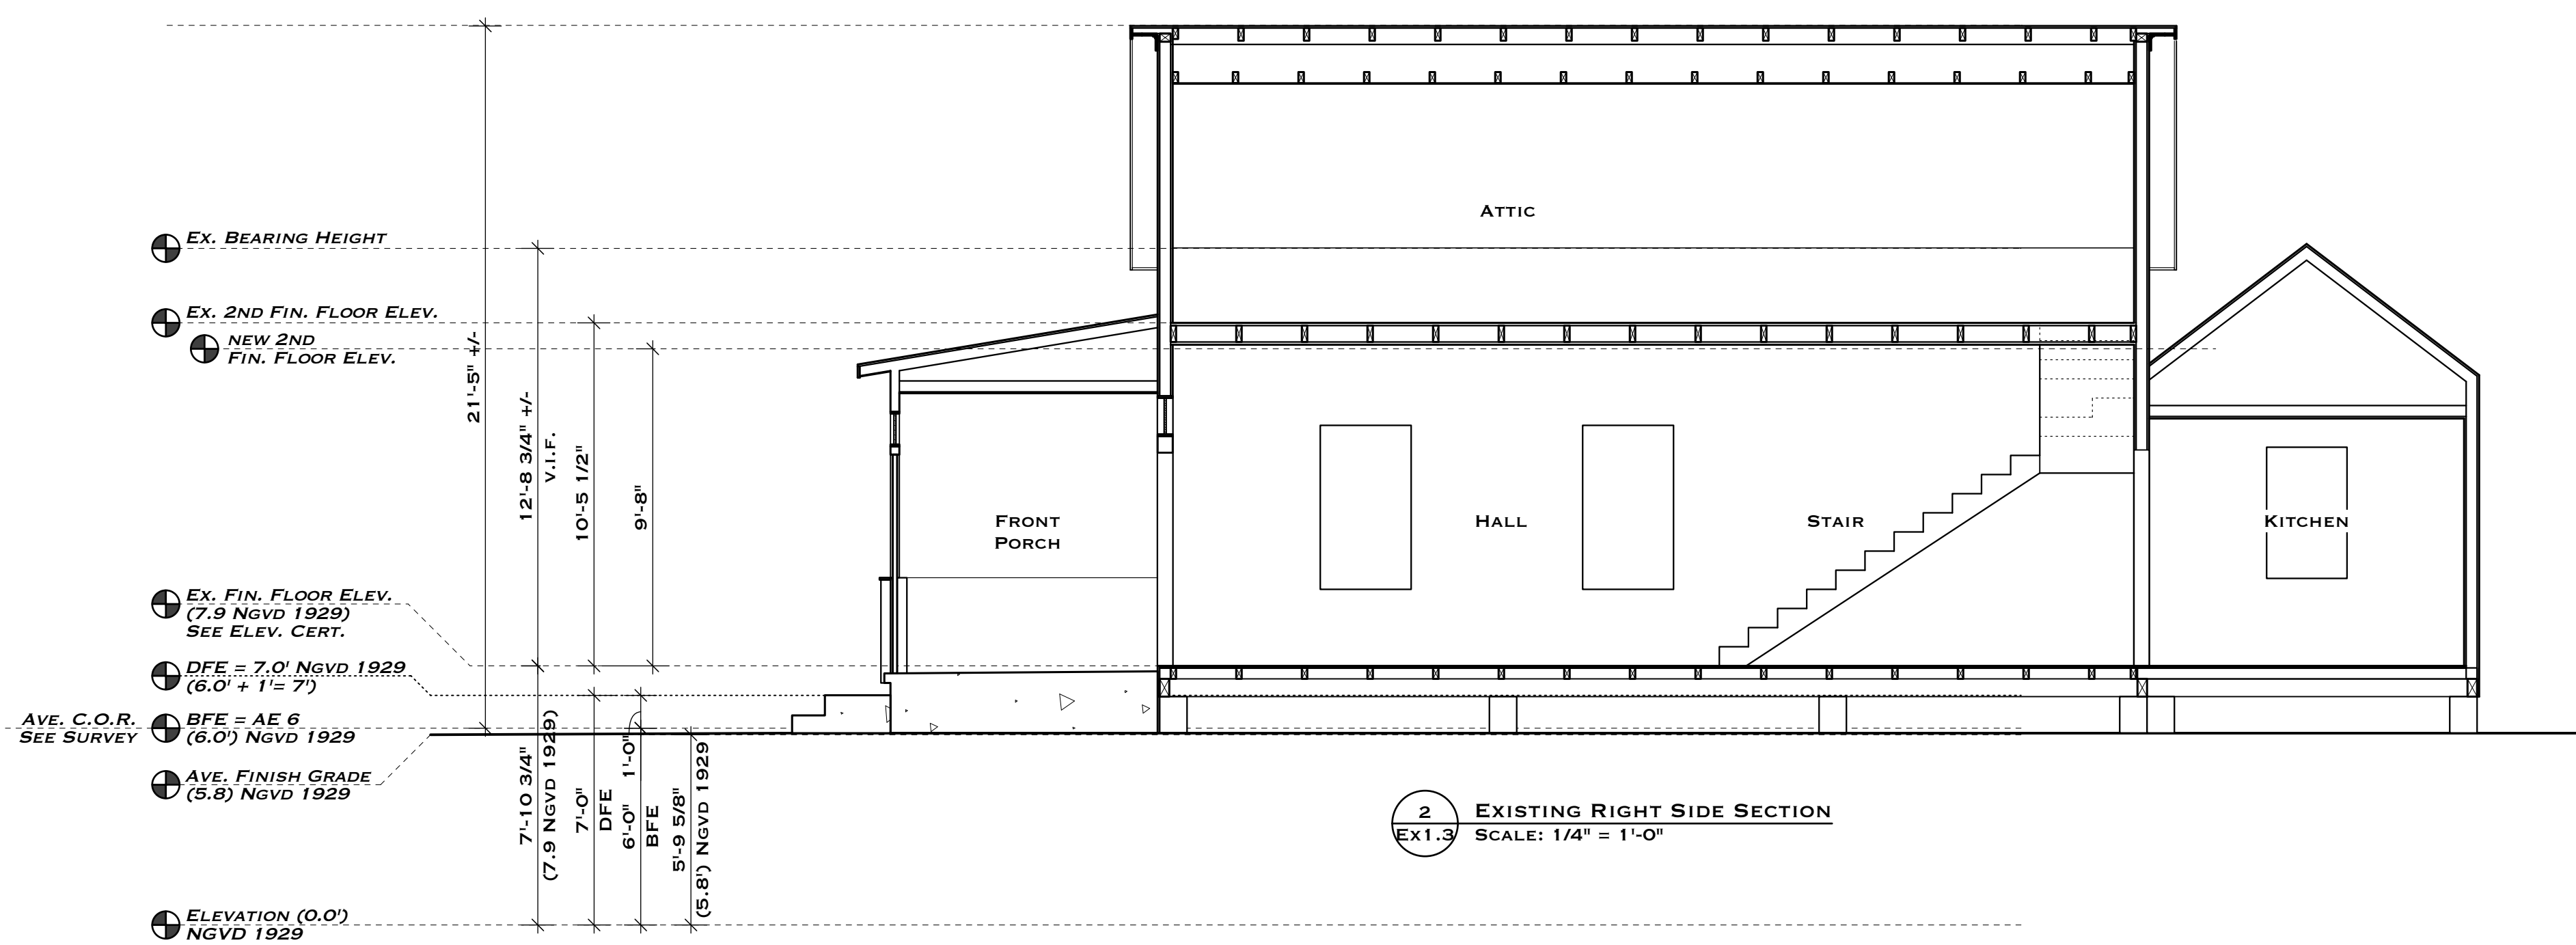 Ex. Bearing Height
Ex. 2nd Fin. Floor Elev.
new 2nd
Fin. Floor Elev.
21'-5" +/-
12'-8 3/4" +/-
V.I.F.
10'-5 1/2"
9'-8"
Attic
Front
Porch
Hall
Stair
Kitchen
Ex. Fin. Floor Elev.
(7.9 Ngvd 1929)
See Elev. Cert.
DFE = 7.0' Ngvd 1929
(6.0' + 1'= 7')
Ave. C.O.R.
See Survey
BFE = AE 6
(6.0') Ngvd 1929
Ave. Finish Grade
(5.8) Ngvd 1929
7'-10 3/4"
(7.9 Ngvd 1929)
7'-0"
DFE
6'-0"
1'-0"
BFE
5'-9 5/8"
(5.8') Ngvd 1929
Elevation (0.0')
NGVD 1929
2
Ex1.3
Existing Right Side Section
Scale: 1/4" = 1'-0"